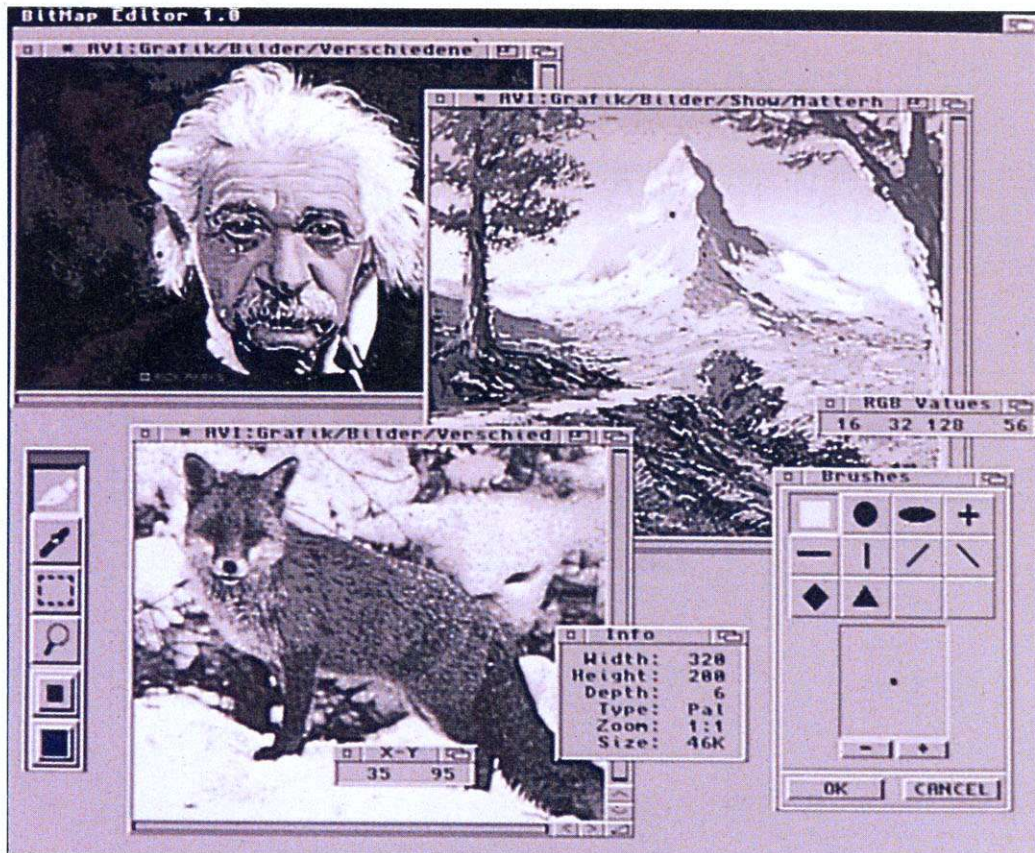 BitMap Editor 1.0
* AVI:Grafik/Bilder/Verschiedene
* AVI:Grafik/Bilder/Show/Matterh
RGB Values
16 32 128 56
* AVI:Grafik/Bilder/Verschied
Brushes
Info
Width: 320
Height: 200
Depth: 6
Type: Pal
Zoom: 1:1
Size: 46K
X-Y
35 95
- +
OK CANCEL